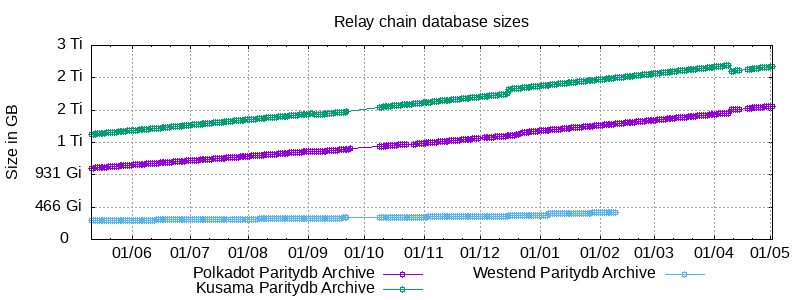 Relay chain database sizes
Size in GB
3 Ti
2 Ti
2 Ti
1 Ti
931 Gi
466 Gi
0
01/06 01/07 01/08 01/09 01/10 01/11 01/12 01/01 01/02 01/03 01/04 01/05
Polkadot Paritydb Archive Westend Paritydb Archive
Kusama Paritydb Archive